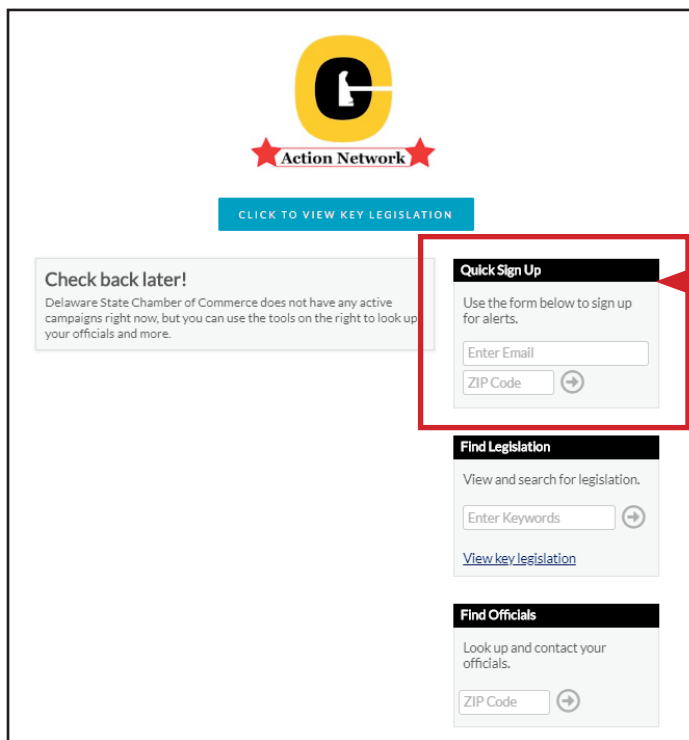 Action Network
CLICK TO VIEW KEY LEGISLATION
Check back later!
Delaware State Chamber of Commerce does not have any active
campaigns right now, but you can use the tools on the right to look up
your officials and more.
Quick Sign Up
Use the form below to sign up
for alerts.
Enter Email
ZIP Code
Find Legislation
View and search for legislation.
Enter Keywords
View key legislation
Find Officials
Look up and contact your
officials.
ZIP Code